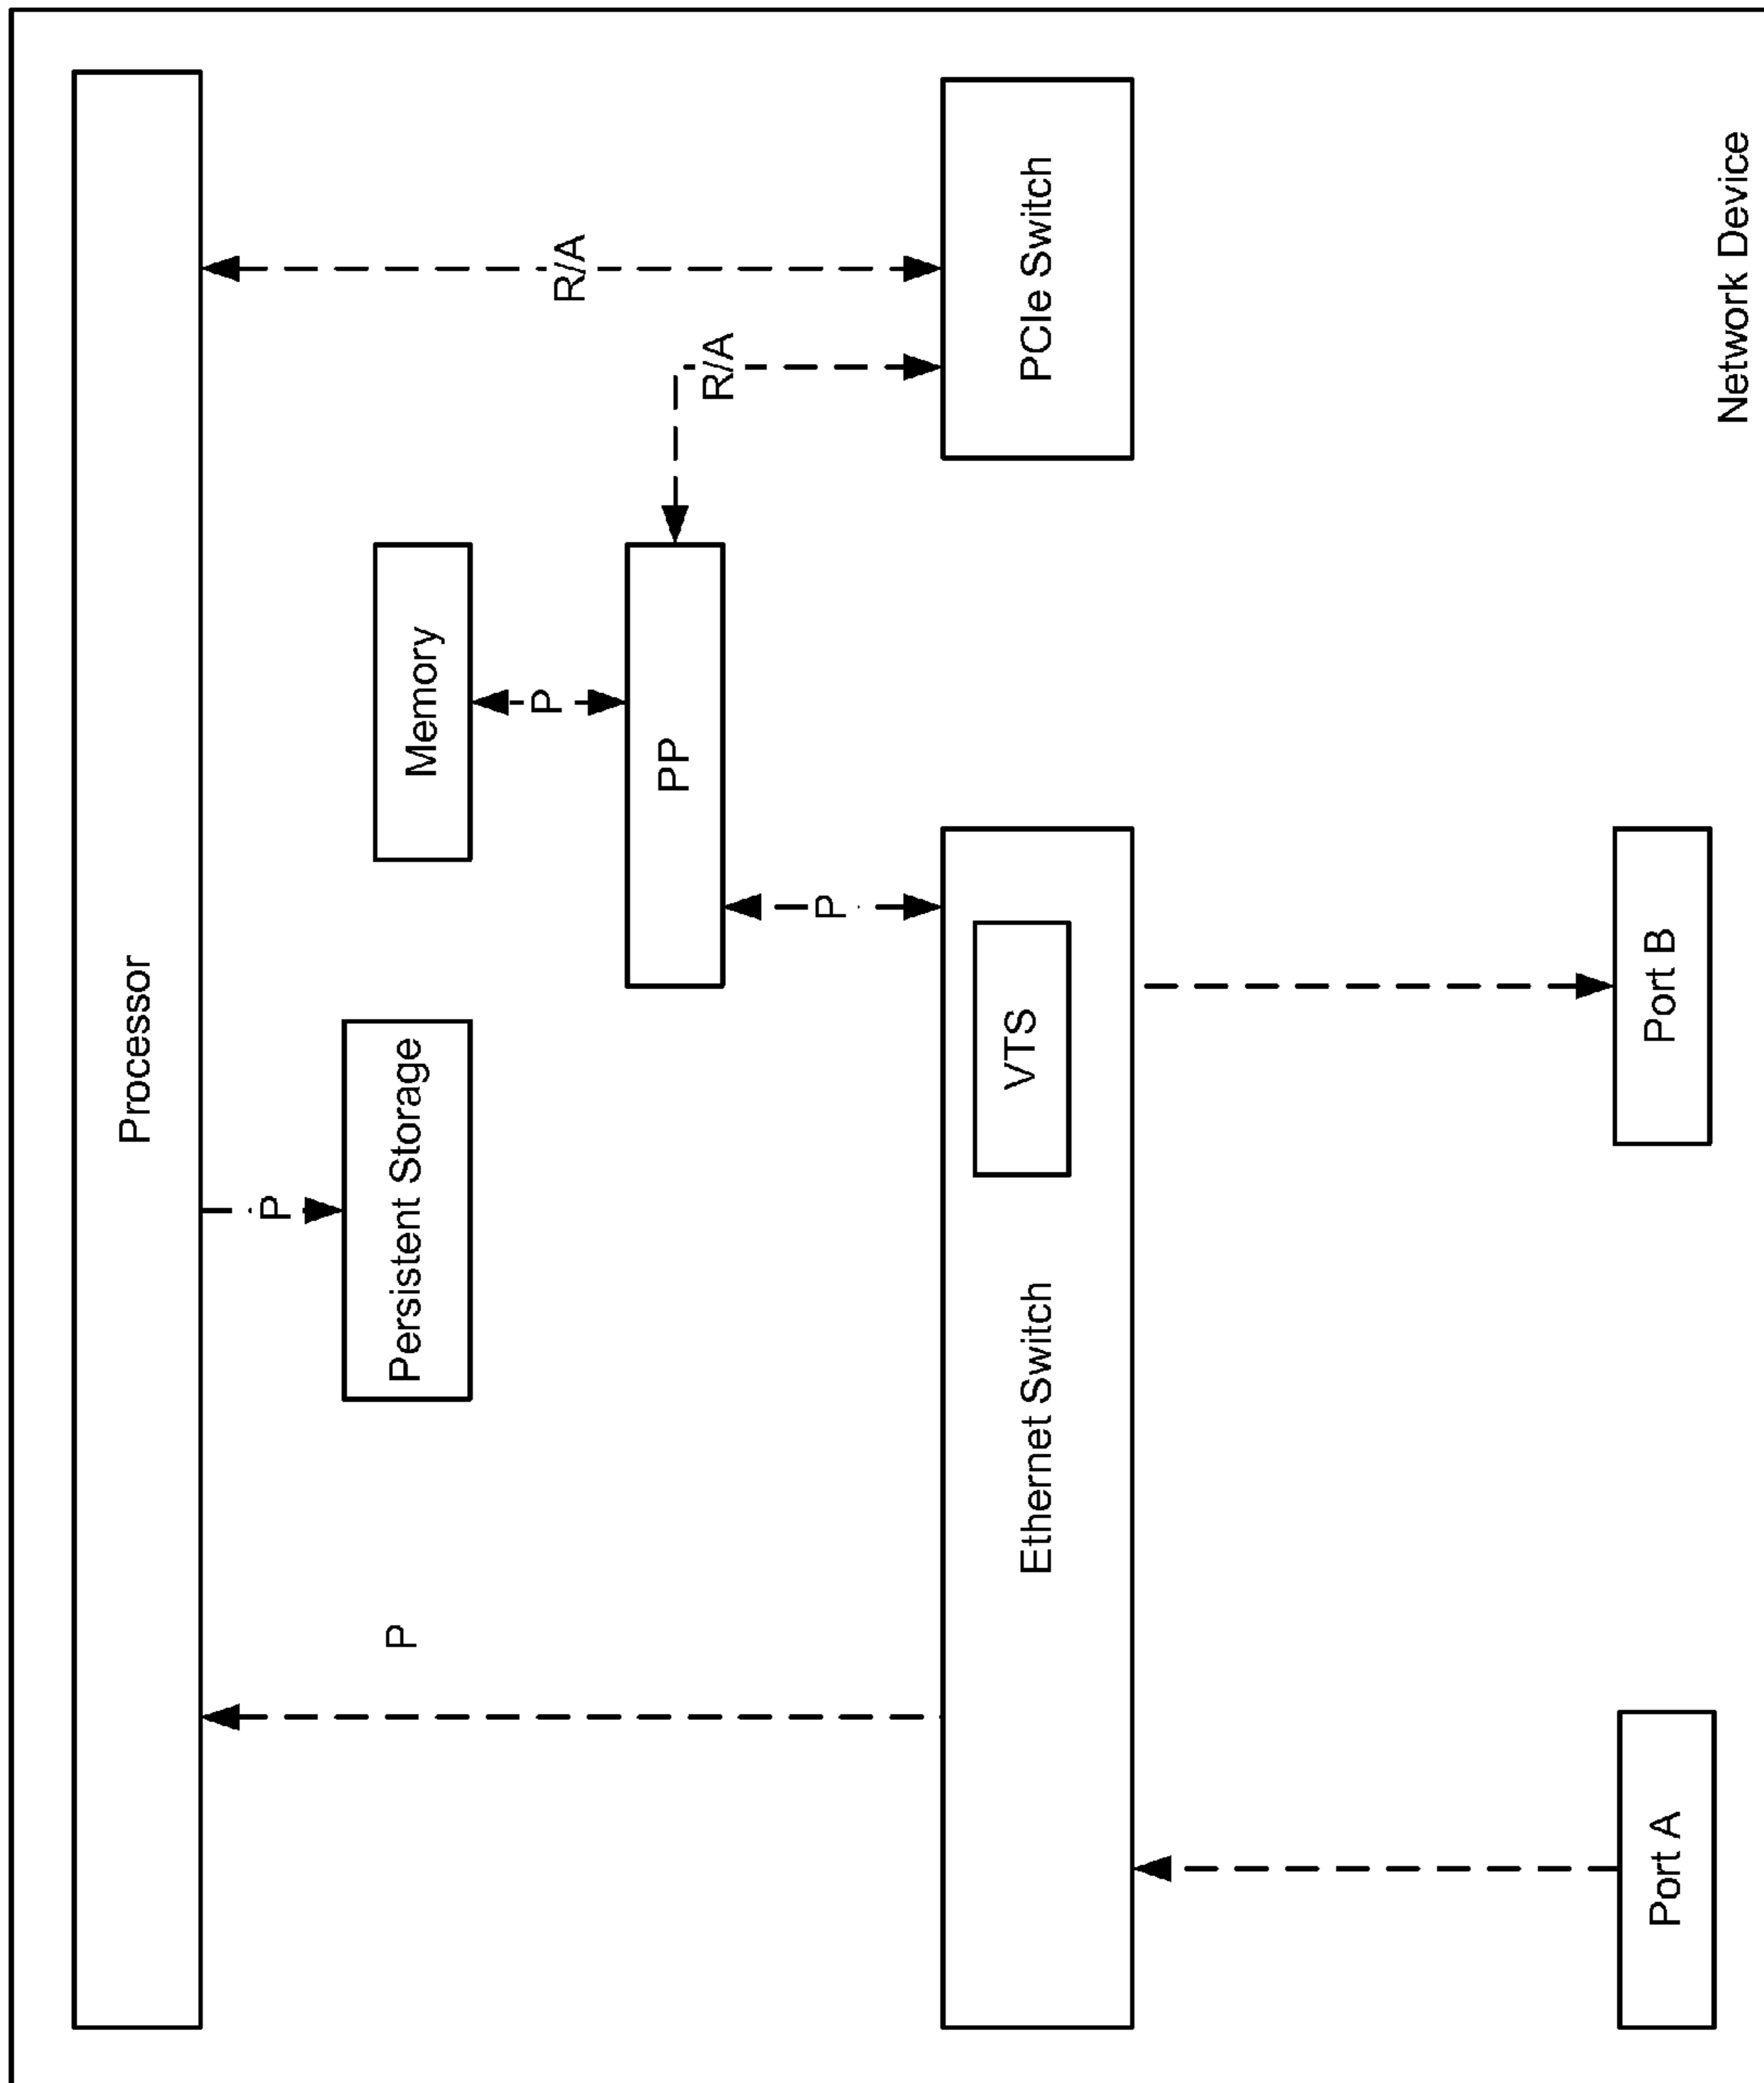 Processor
Persistent Storage
Memory
P
P
P
PP
R/A
R/A
P
Ethernet Switch
VTS
PCIe Switch
Port A
Port B
Network Device